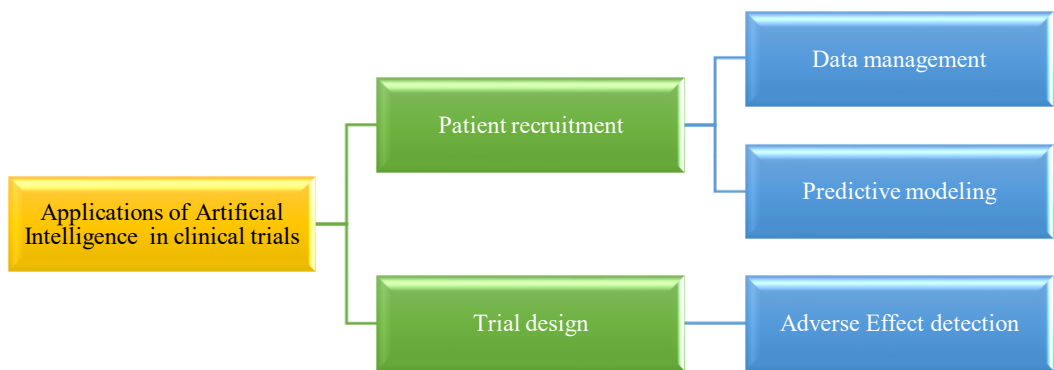 Applications of Artificial
Intelligence in clinical trials
Patient recruitment
Trial design
Data management
Predictive modeling
Adverse Effect detection